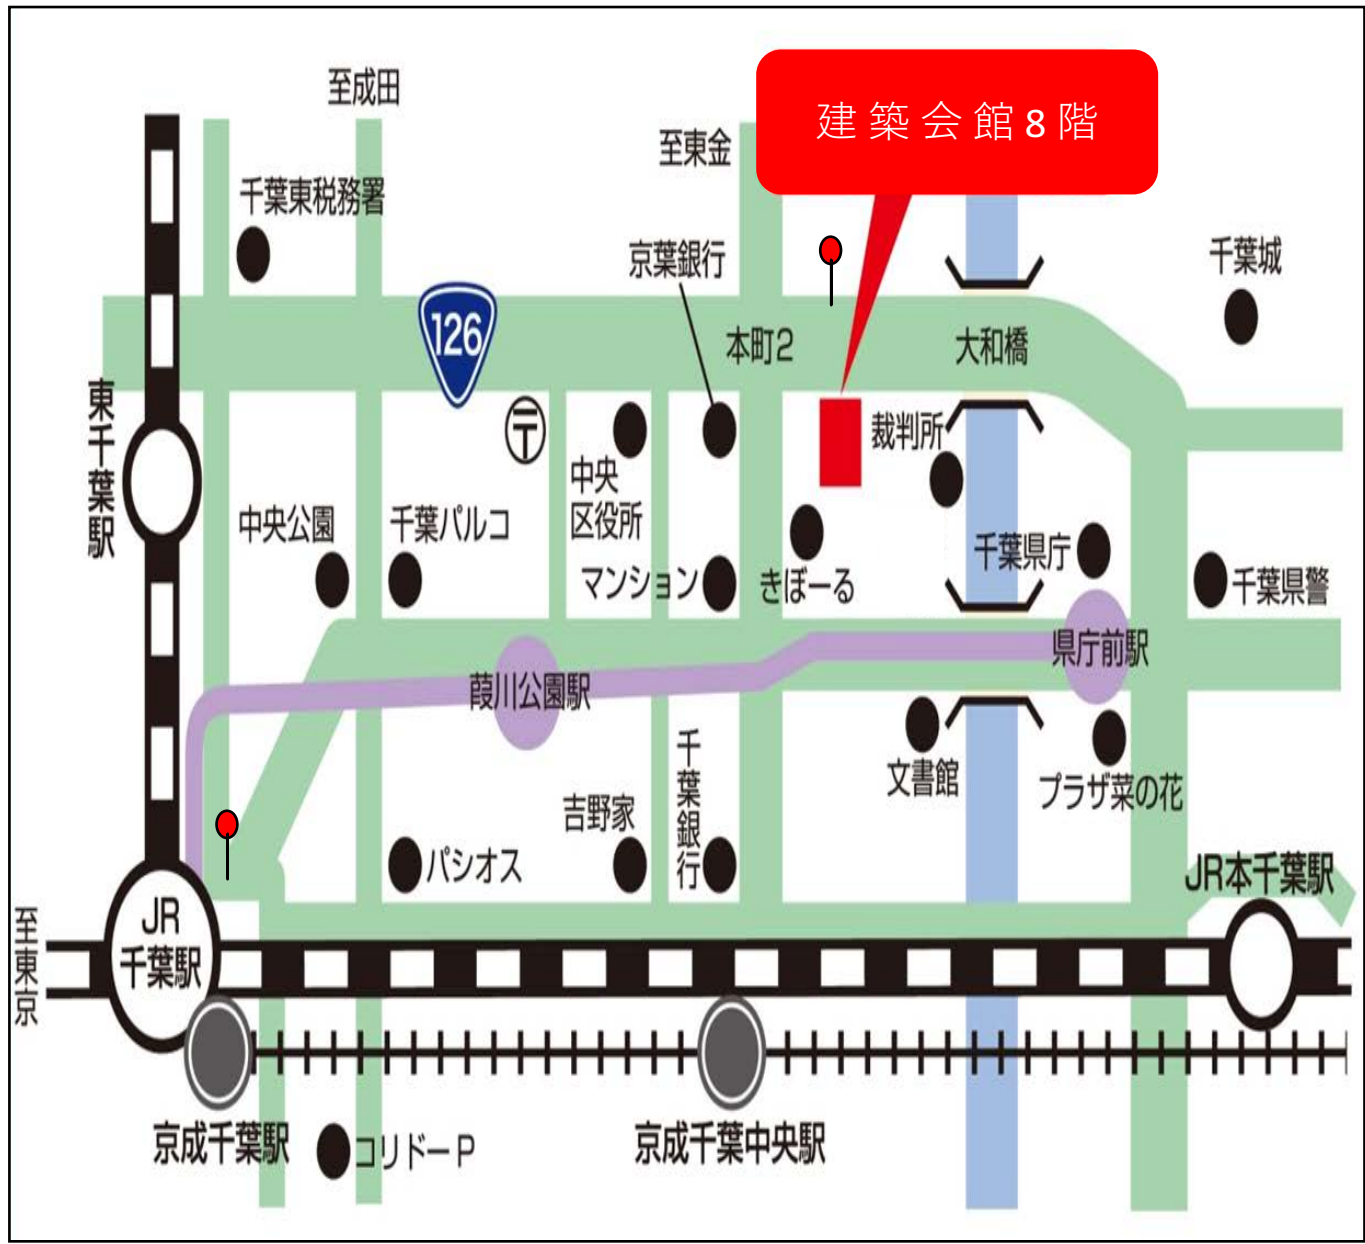 建築会館8階
至成田
至東金
千葉東税務署
京葉銀行
千葉城
126
本町2
大和橋
東千葉駅
〒
裁判所
中央
区役所
中央公園
千葉パルコ
千葉県庁
マンション
きぼーる
千葉県警
県庁前駅
葭川公園駅
千葉銀行
文書館
プラザ菜の花
吉野家
パシオス
JR本千葉駅
JR
千葉駅
至東京
京成千葉駅
コリドーP
京成千葉中央駅